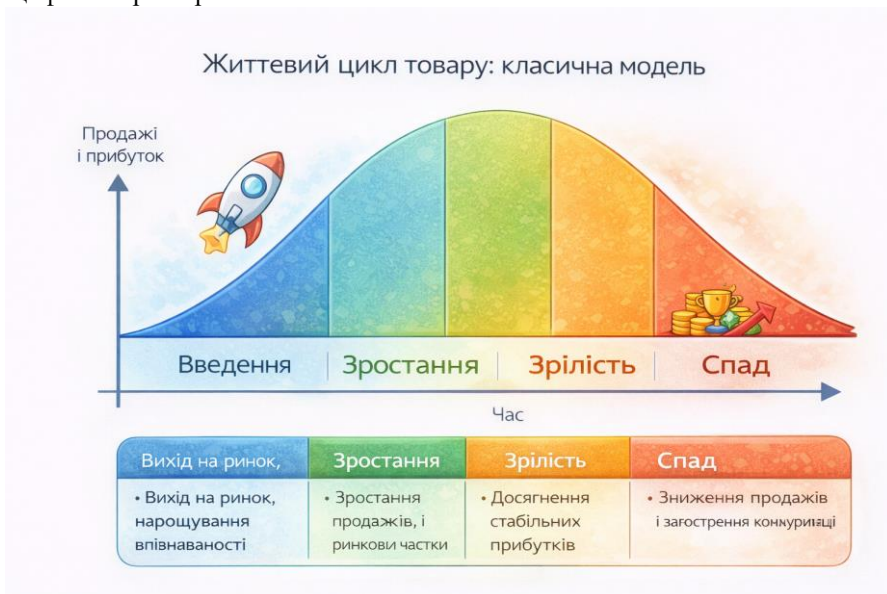 Життєвий цикл товару: класична модель
Продажі
і прибуток
Введення
Зростання
Зрілість
Спад
Час
Вихід на ринок,
Зростання
Зрілість
Спад
• Вихід на ринок,
нарощування
впівнаваності
• Зростання
продажів, і
ринкови частки
• Досягнення
стабільних
прибутків
• Зниження продажів
і загострення